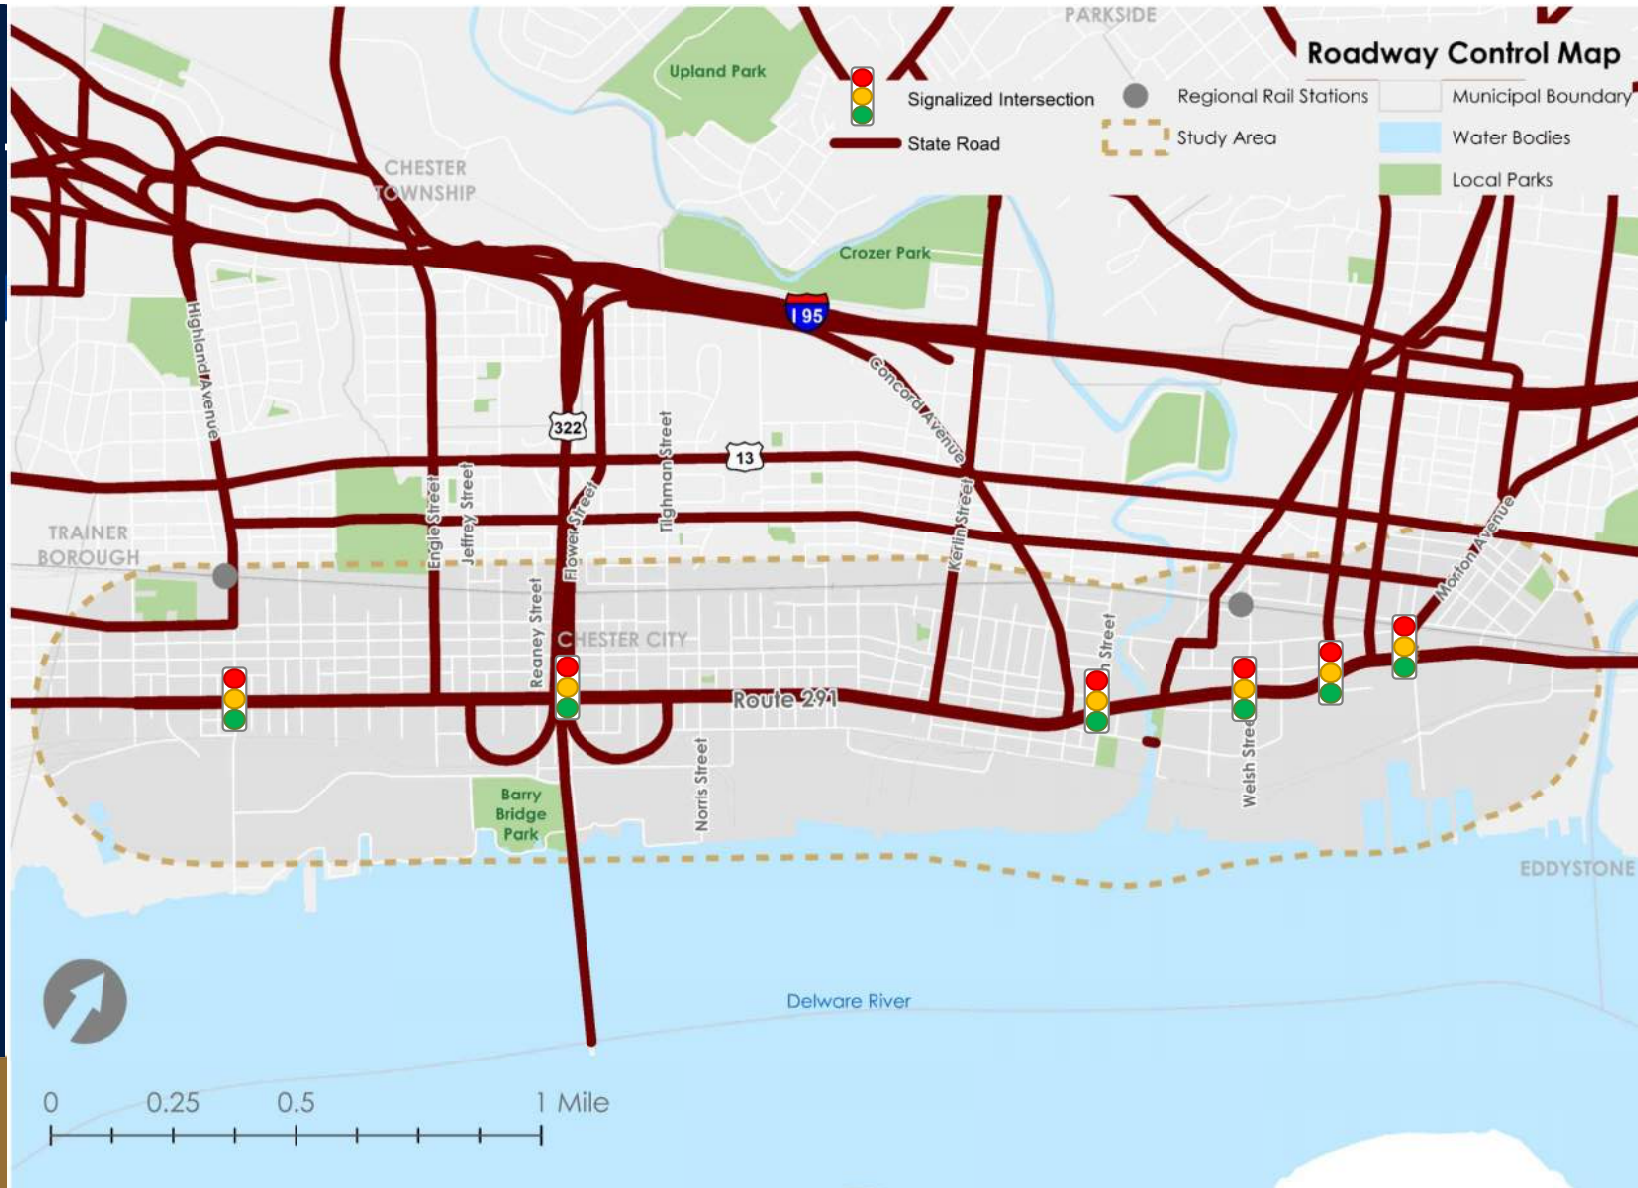 PARKSIDE
Roadway Control Map
Upland Park
Signalized Intersection
Regional Rail Stations
Municipal Boundary
State Road
Study Area
Water Bodies
Local Parks
CHESTER
TOWNSHIP
Crozer Park
I 95
Highland Avenue
Concord Avenue
322
13
Tilghman Street
Engle Street
Jeffrey Street
Flower Street
Kerlin Street
Morton Avenue
TRAINER
BOROUGH
Reaney Street
CHESTER CITY
Street
Route 291
Welsh Stree
Norris Street
Barry
Bridge
Park
EDDYSTONE
Delware River
0 0.25 0.5 1 Mile